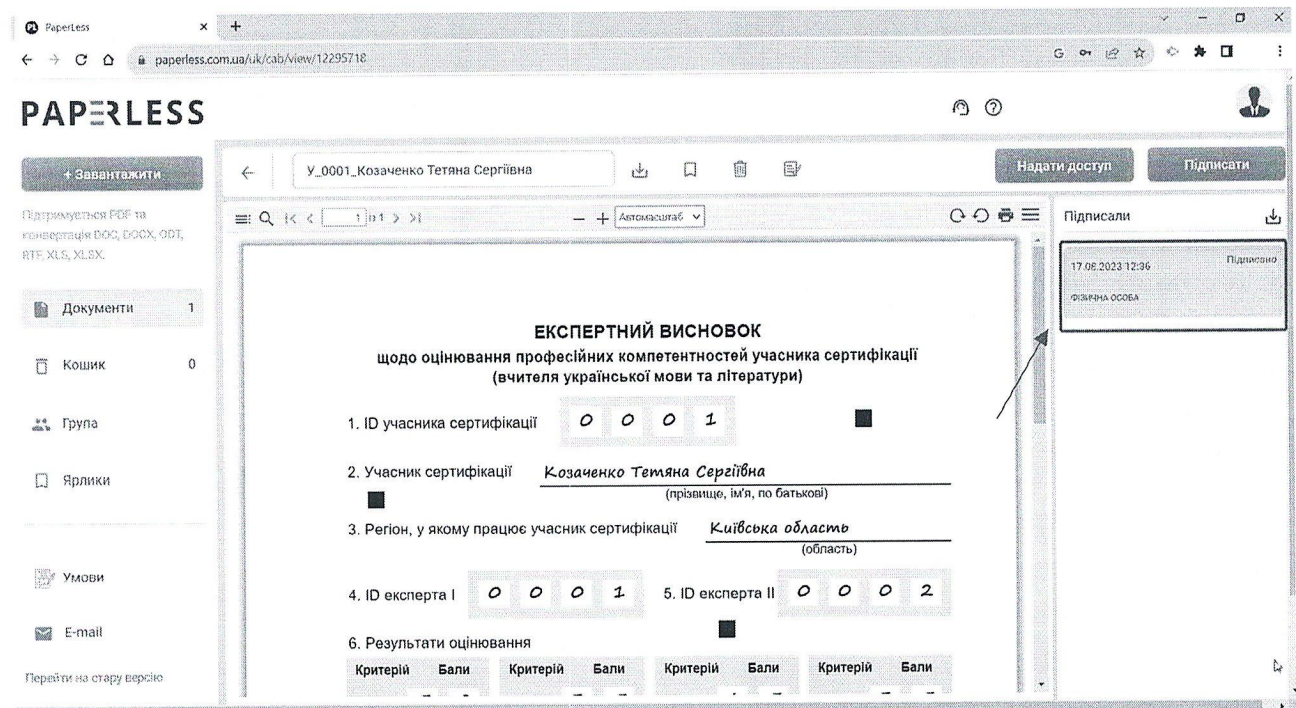 PaperLess
paperless.com.ua/uk/cab/view/12295718
PAPERLESS
+ Завантажити
У_0001_Козаченко Тетяна Сергіївна
Надати доступ
Підписати
Підтримується PDF та
конвертація DOC, DOCX, ODT,
RTF, XLS, XLSX.
1 із 1
Автомасштаб
Підписали
17.08.2023 12:36
Підписано
ФІЗИЧНА ОСОБА
Документи 1
Кошик 0
Група
Ярлики
Умови
E-mail
Перейти на стару версію
ЕКСПЕРТНИЙ ВИСНОВОК
щодо оцінювання професійних компетентностей учасника сертифікації
(вчителя української мови та літератури)
1. ID учасника сертифікації 0 0 0 1
2. Учасник сертифікації Козаченко Тетяна Сергіївна
(прізвище, ім'я, по батькові)
3. Регіон, у якому працює учасник сертифікації Київська область
(область)
4. ID експерта I 0 0 0 1 5. ID експерта II 0 0 0 2
6. Результати оцінювання
Критерій Бали Критерій Бали Критерій Бали Критерій Бали